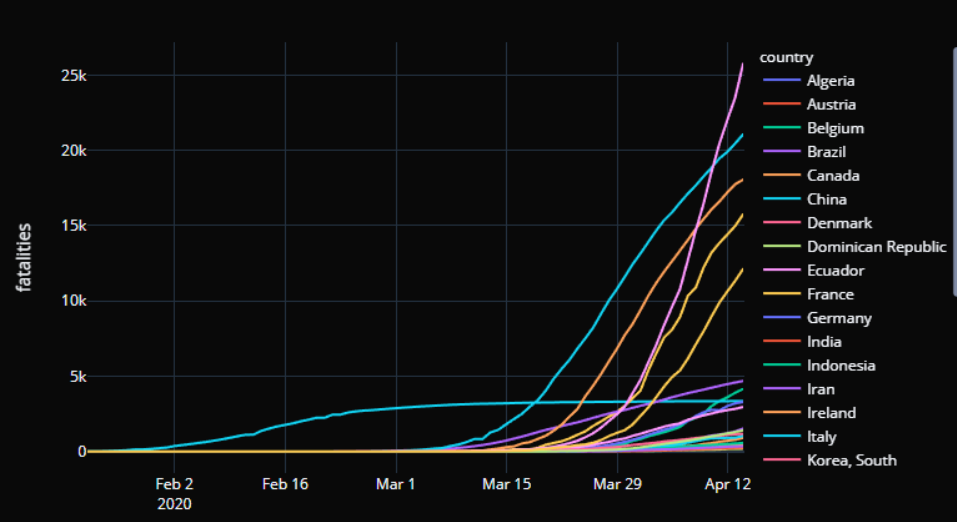 fatalities
25k
20k
15k
10k
5k
0
Feb 2
2020
Feb 16
Mar 1
Mar 15
Mar 29
Apr 12
country
Algeria
Austria
Belgium
Brazil
Canada
China
Denmark
Dominican Republic
Ecuador
France
Germany
India
Indonesia
Iran
Ireland
Italy
Korea, South